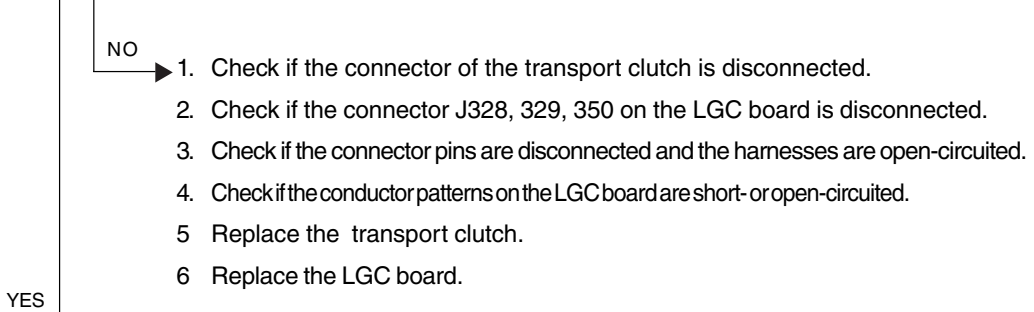 NO
1. Check if the connector of the transport clutch is disconnected.
2. Check if the connector J328, 329, 350 on the LGC board is disconnected.
3. Check if the connector pins are disconnected and the harnesses are open-circuited.
4. Check if the conductor patterns on the LGC board are short- or open-circuited.
5 Replace the transport clutch.
6 Replace the LGC board.
YES